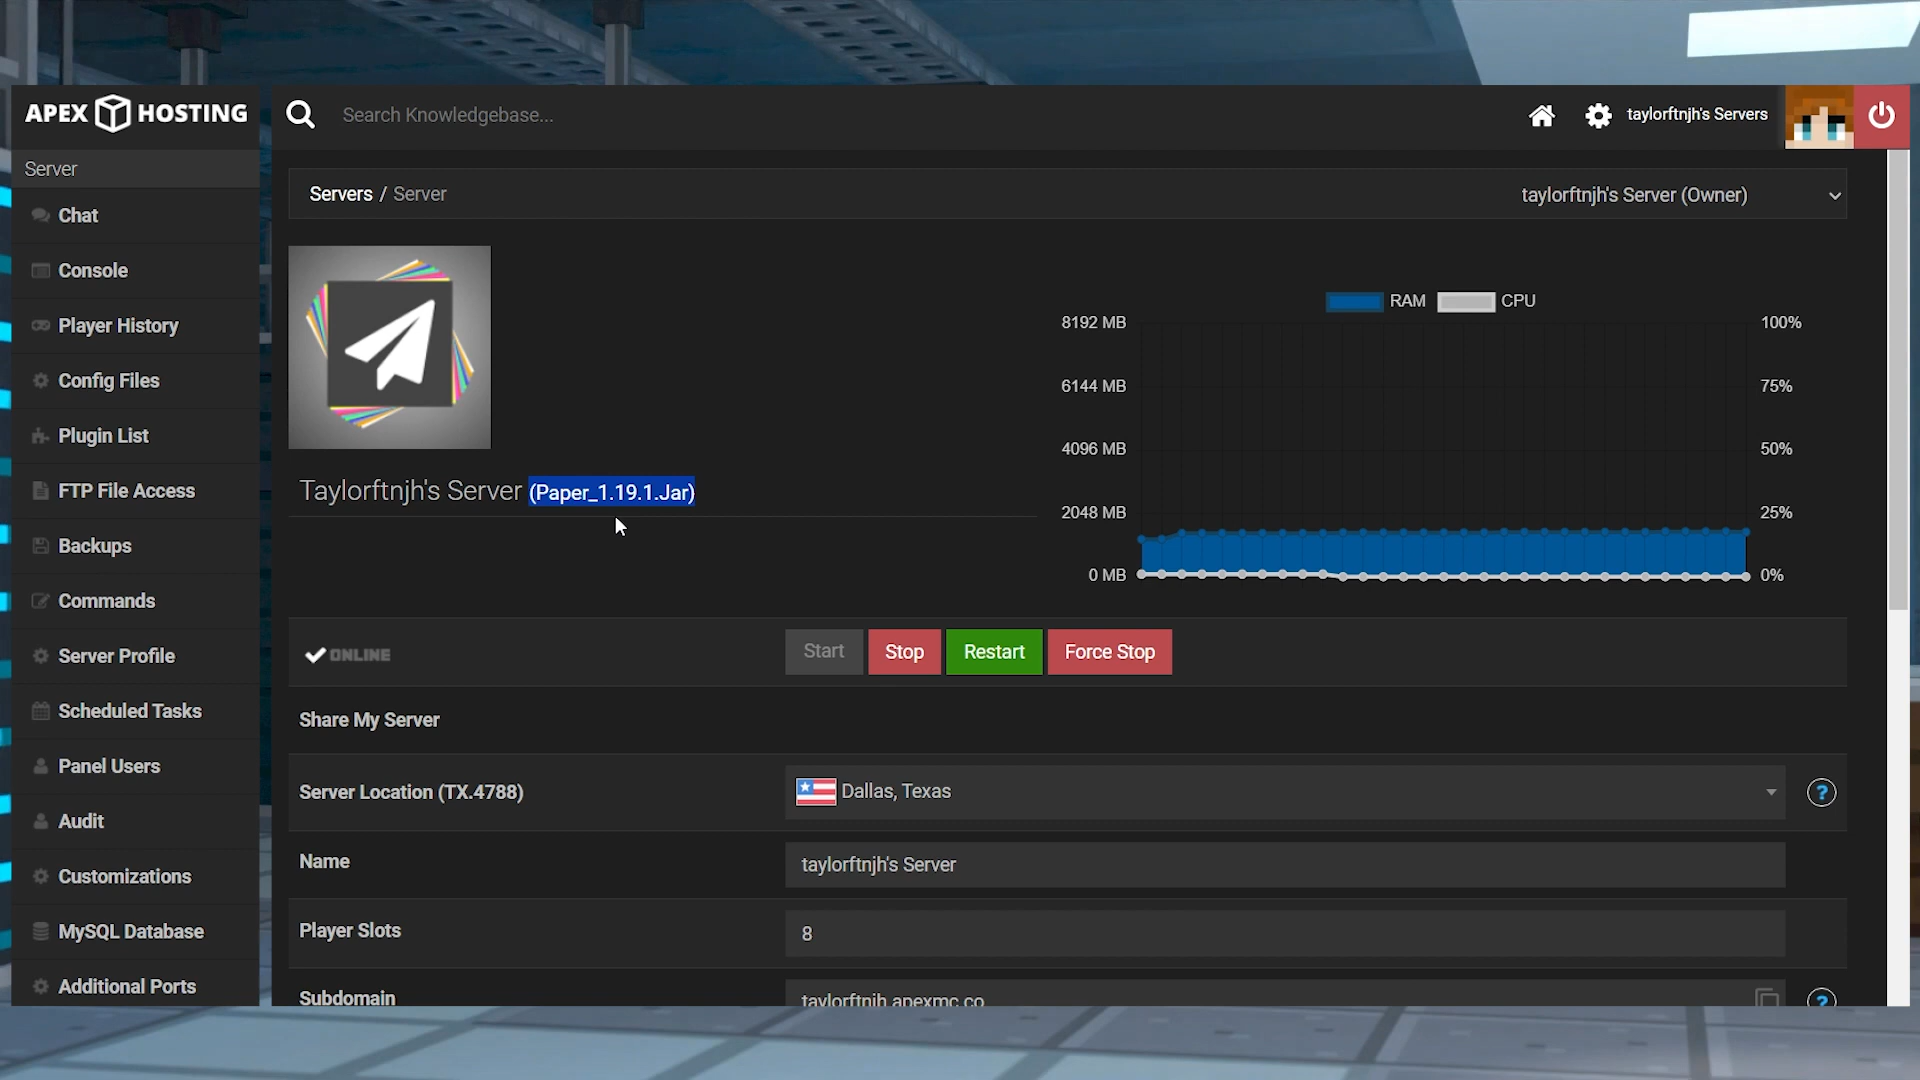 APEX HOSTING
Search Knowledgebase...
taylorftnjh's Servers
Server
Chat
Console
Player History
Config Files
Plugin List
FTP File Access
Backups
Commands
Server Profile
Scheduled Tasks
Panel Users
Audit
Customizations
MySQL Database
Additional Ports
Servers / Server
taylorftnjh's Server (Owner)
Taylorftnjh's Server (Paper_1.19.1.Jar)
RAM CPU
8192 MB 100%
6144 MB 75%
4096 MB 50%
2048 MB 25%
0 MB 0%
ONLINE
Start Stop Restart Force Stop
Share My Server
Server Location (TX.4788)
Dallas, Texas
?
Name
taylorftnjh's Server
Player Slots
8
Subdomain
taylorftnjh.apexmc.co
?